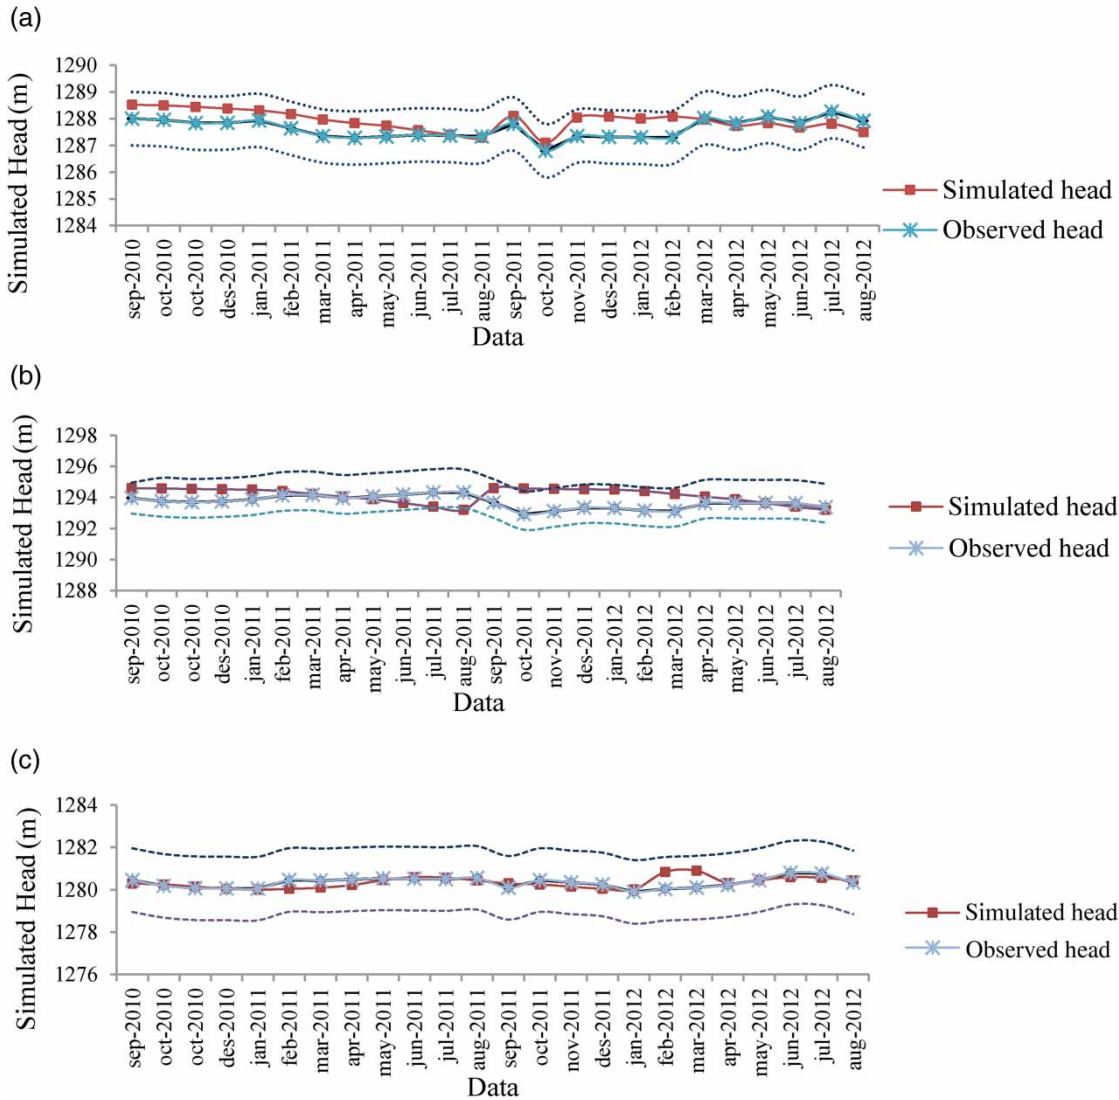 (a)
1290
1289
1288
1287
1286
1285
1284
Simulated Head (m)
sep-2010
oct-2010
oct-2010
des-2010
jan-2011
feb-2011
mar-2011
apr-2011
may-2011
jun-2011
jul-2011
aug-2011
sep-2011
oct-2011
nov-2011
des-2011
jan-2012
feb-2012
mar-2012
apr-2012
may-2012
jun-2012
jul-2012
aug-2012
Data
Simulated head
Observed head
(b)
1298
1296
1294
1292
1290
1288
Simulated Head (m)
sep-2010
oct-2010
oct-2010
des-2010
jan-2011
feb-2011
mar-2011
apr-2011
may-2011
jun-2011
jul-2011
aug-2011
sep-2011
oct-2011
nov-2011
des-2011
jan-2012
feb-2012
mar-2012
apr-2012
may-2012
jun-2012
jul-2012
aug-2012
Data
Simulated head
Observed head
(c)
1284
1282
1280
1278
1276
Simulated Head (m)
sep-2010
oct-2010
oct-2010
des-2010
jan-2011
feb-2011
mar-2011
apr-2011
may-2011
jun-2011
jul-2011
aug-2011
sep-2011
oct-2011
nov-2011
des-2011
jan-2012
feb-2012
mar-2012
apr-2012
may-2012
jun-2012
jul-2012
aug-2012
Data
Simulated head
Observed head